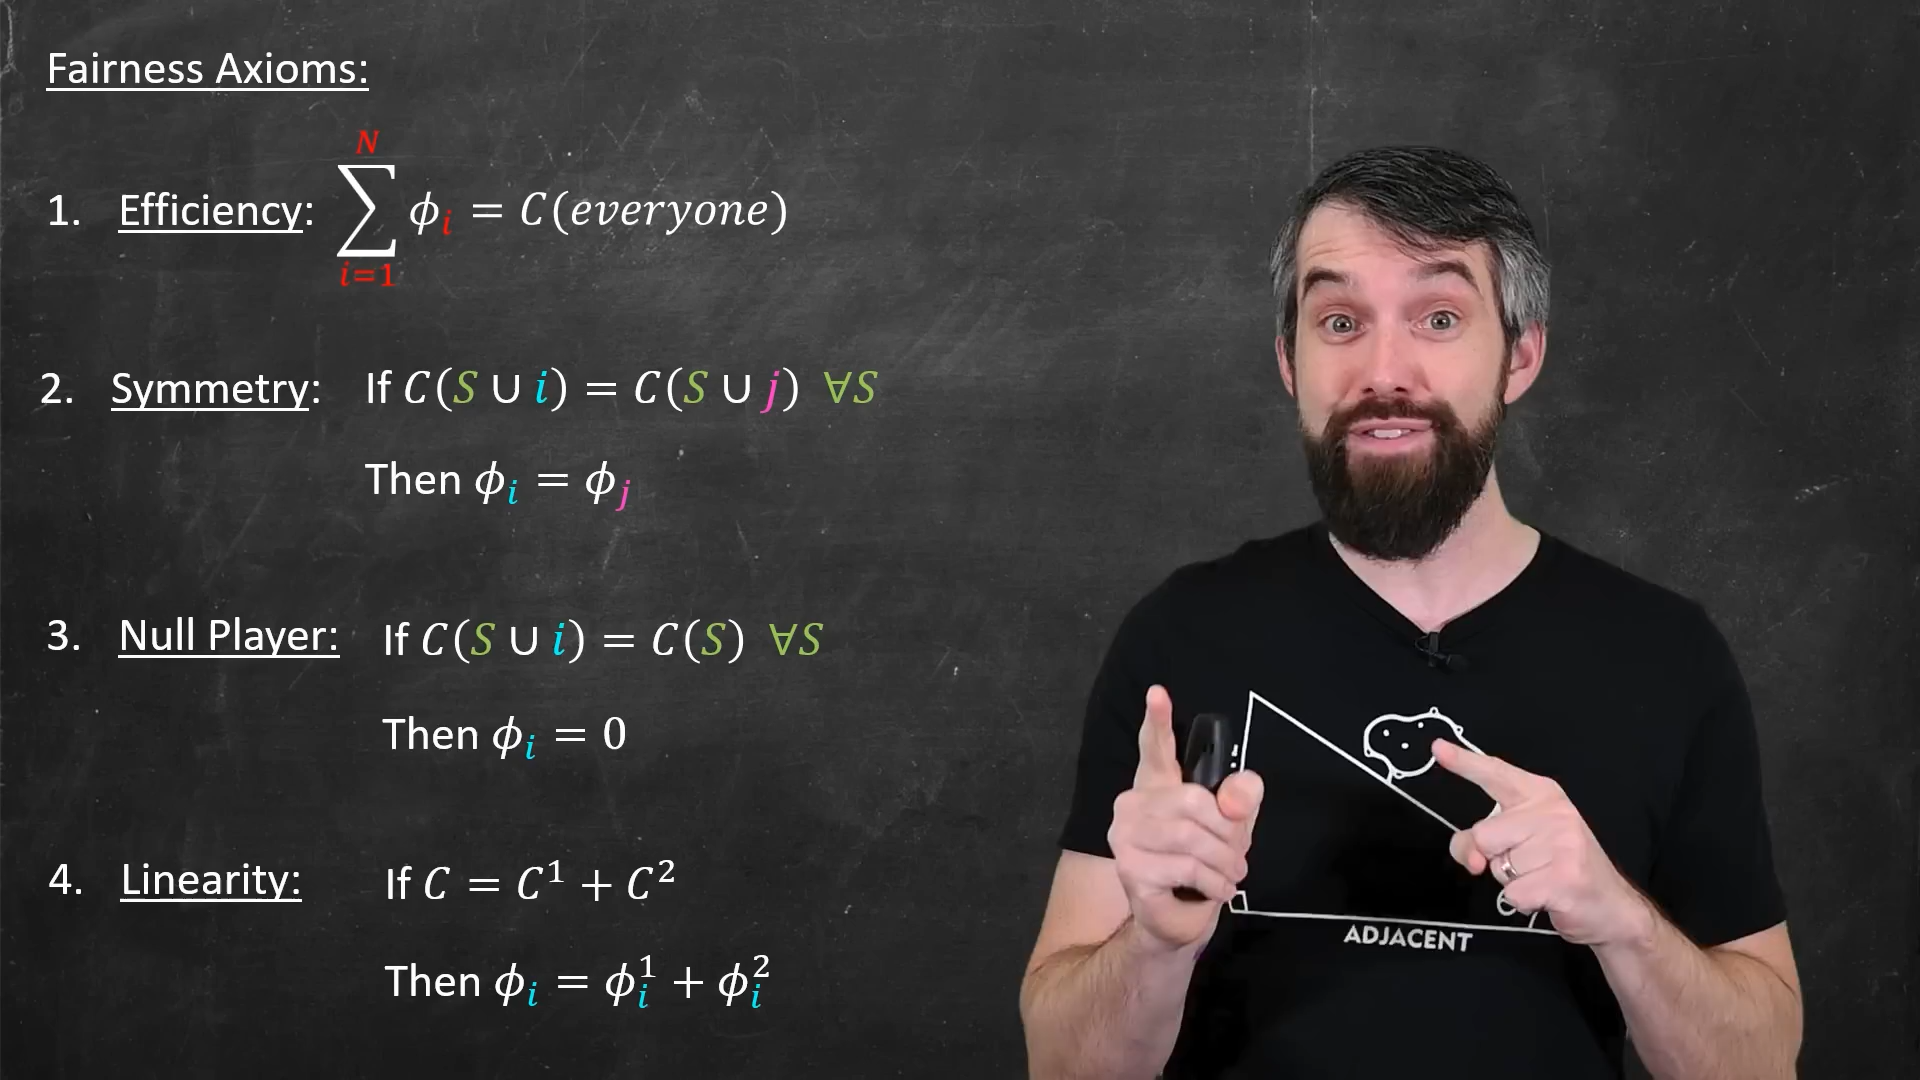 Fairness Axioms:
1. Efficiency: \sum_{i=1}^{N} ϕ_i = C(everyone)
2. Symmetry: If C(S ∪ i) = C(S ∪ j) ∀S
Then ϕ_i = ϕ_j
3. Null Player: If C(S ∪ i) = C(S) ∀S
Then ϕ_i = 0
4. Linearity: If C = C^1 + C^2
Then ϕ_i = ϕ_i^1 + ϕ_i^2
ADJACENT